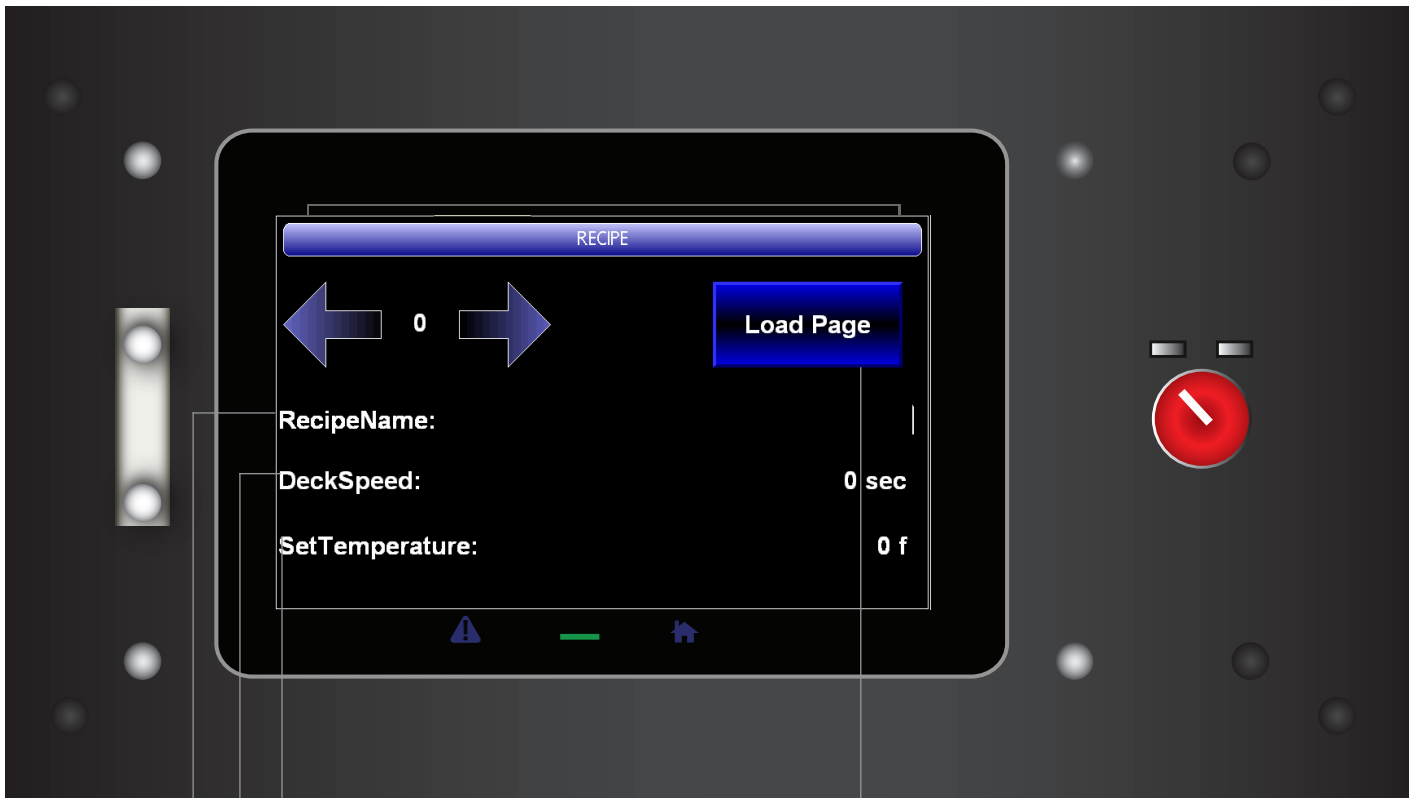 RECIPE
0
Load Page
RecipeName:
DeckSpeed: 0 sec
SetTemperature: 0 f